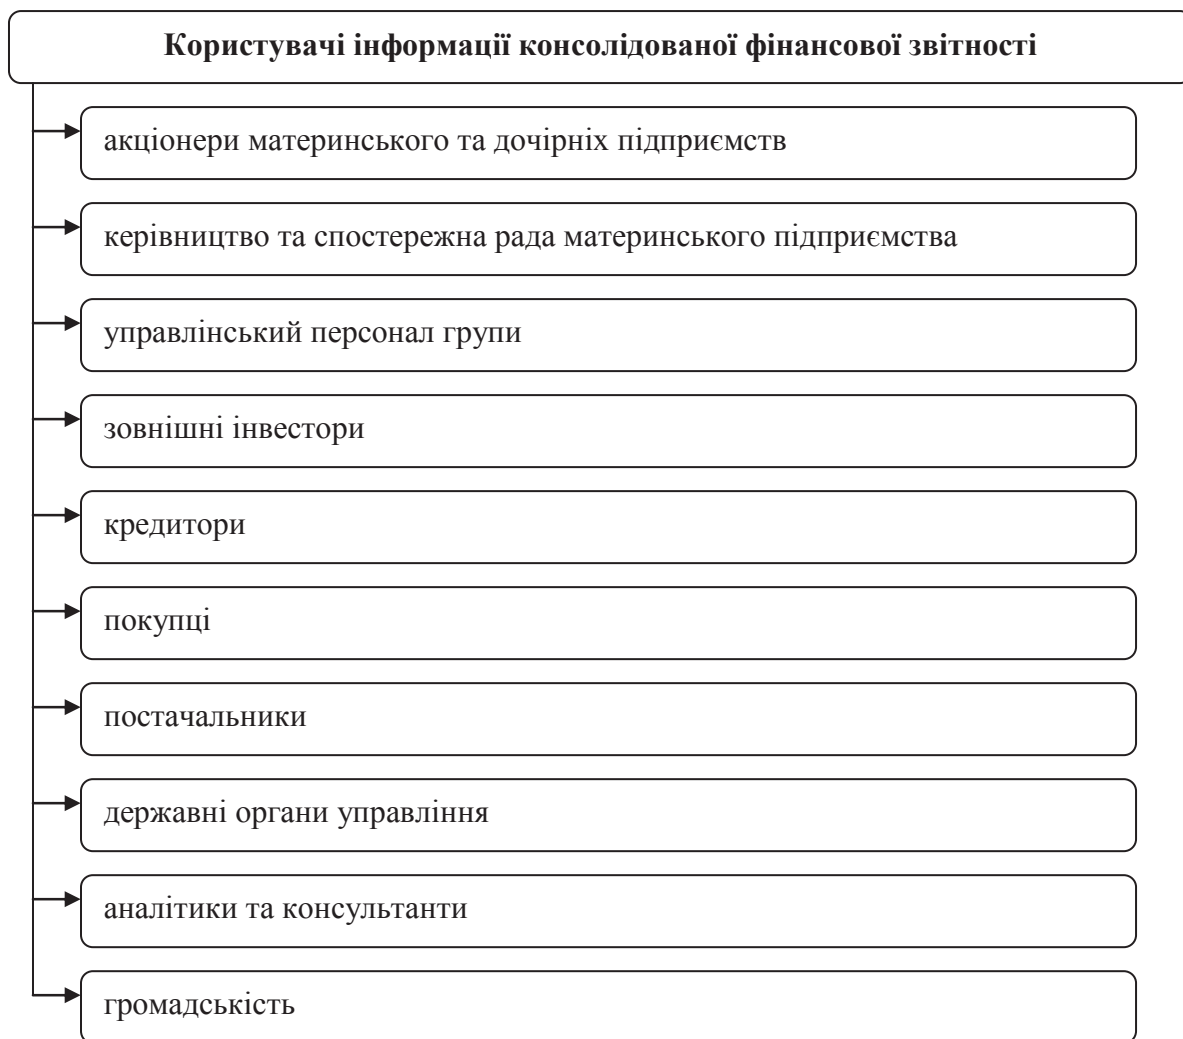 Користувачі інформації консолідованої фінансової звітності
акціонери материнського та дочірніх підприємств
керівництво та спостережна рада материнського підприємства
управлінський персонал групи
зовнішні інвестори
кредитори
покупці
постачальники
державні органи управління
аналітики та консультанти
громадськість